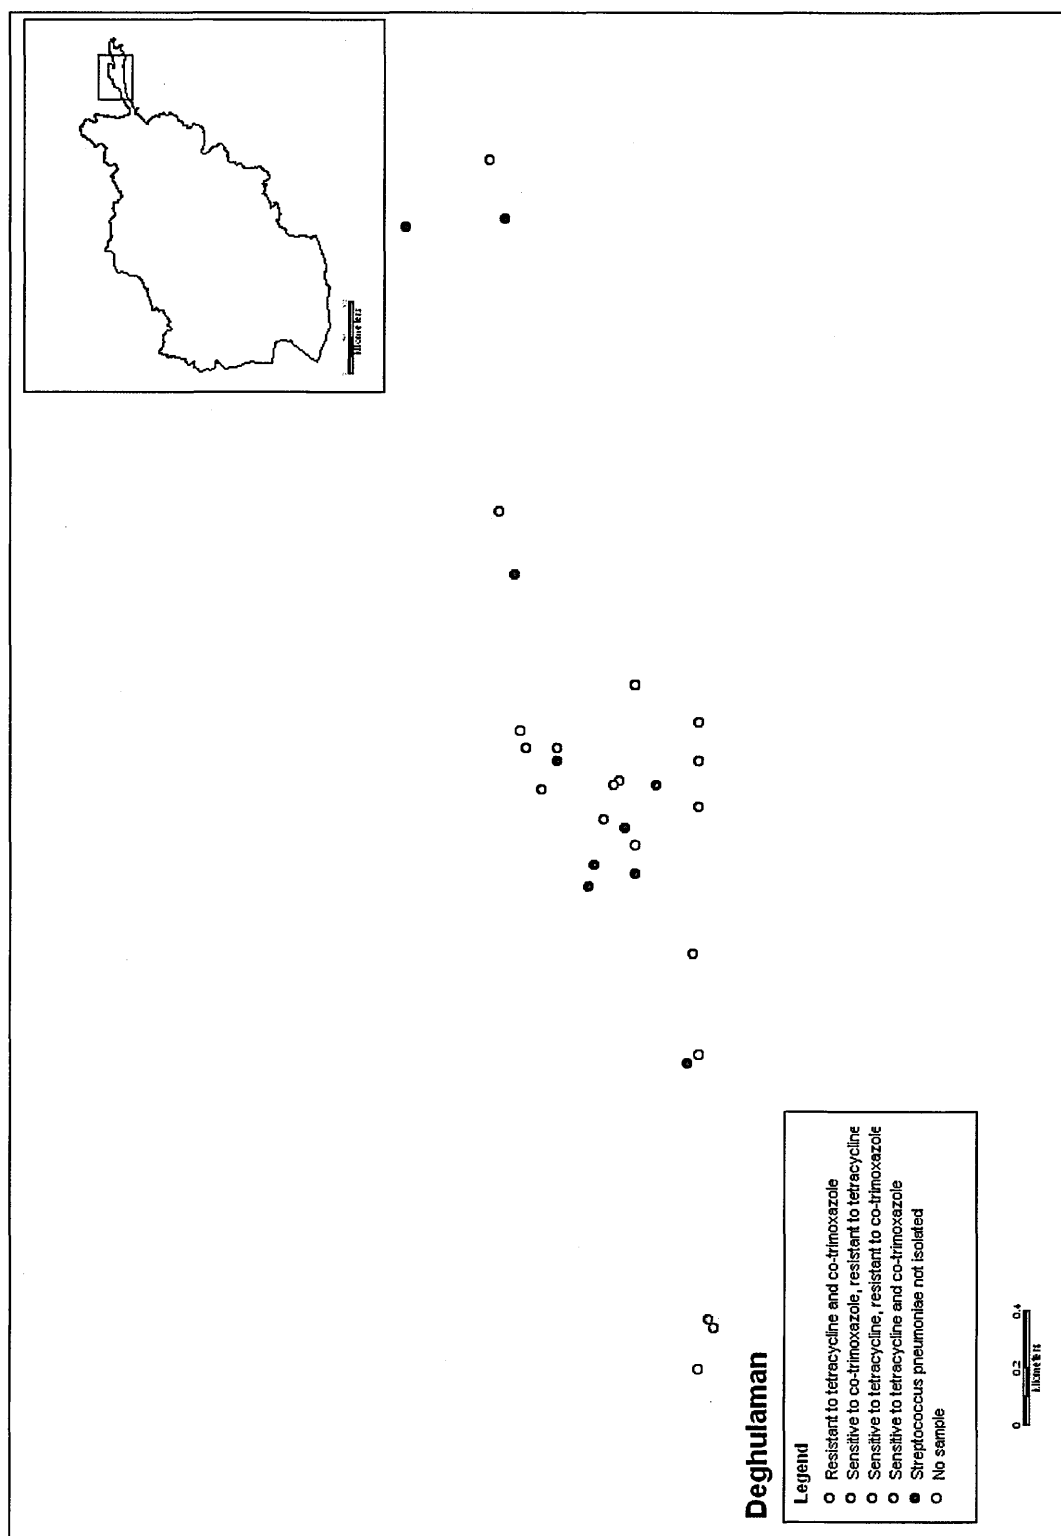 kilometers
Deghulaman
Legend
Resistant to tetracycline and co-trimoxazole
Sensitive to co-trimoxazole, resistant to tetracycline
Sensitive to tetracycline, resistant to co-trimoxazole
Sensitive to tetracycline and co-trimoxazole
Streptococcus pneumoniae not isolated
No sample
0 0.2 0.4
kilometers